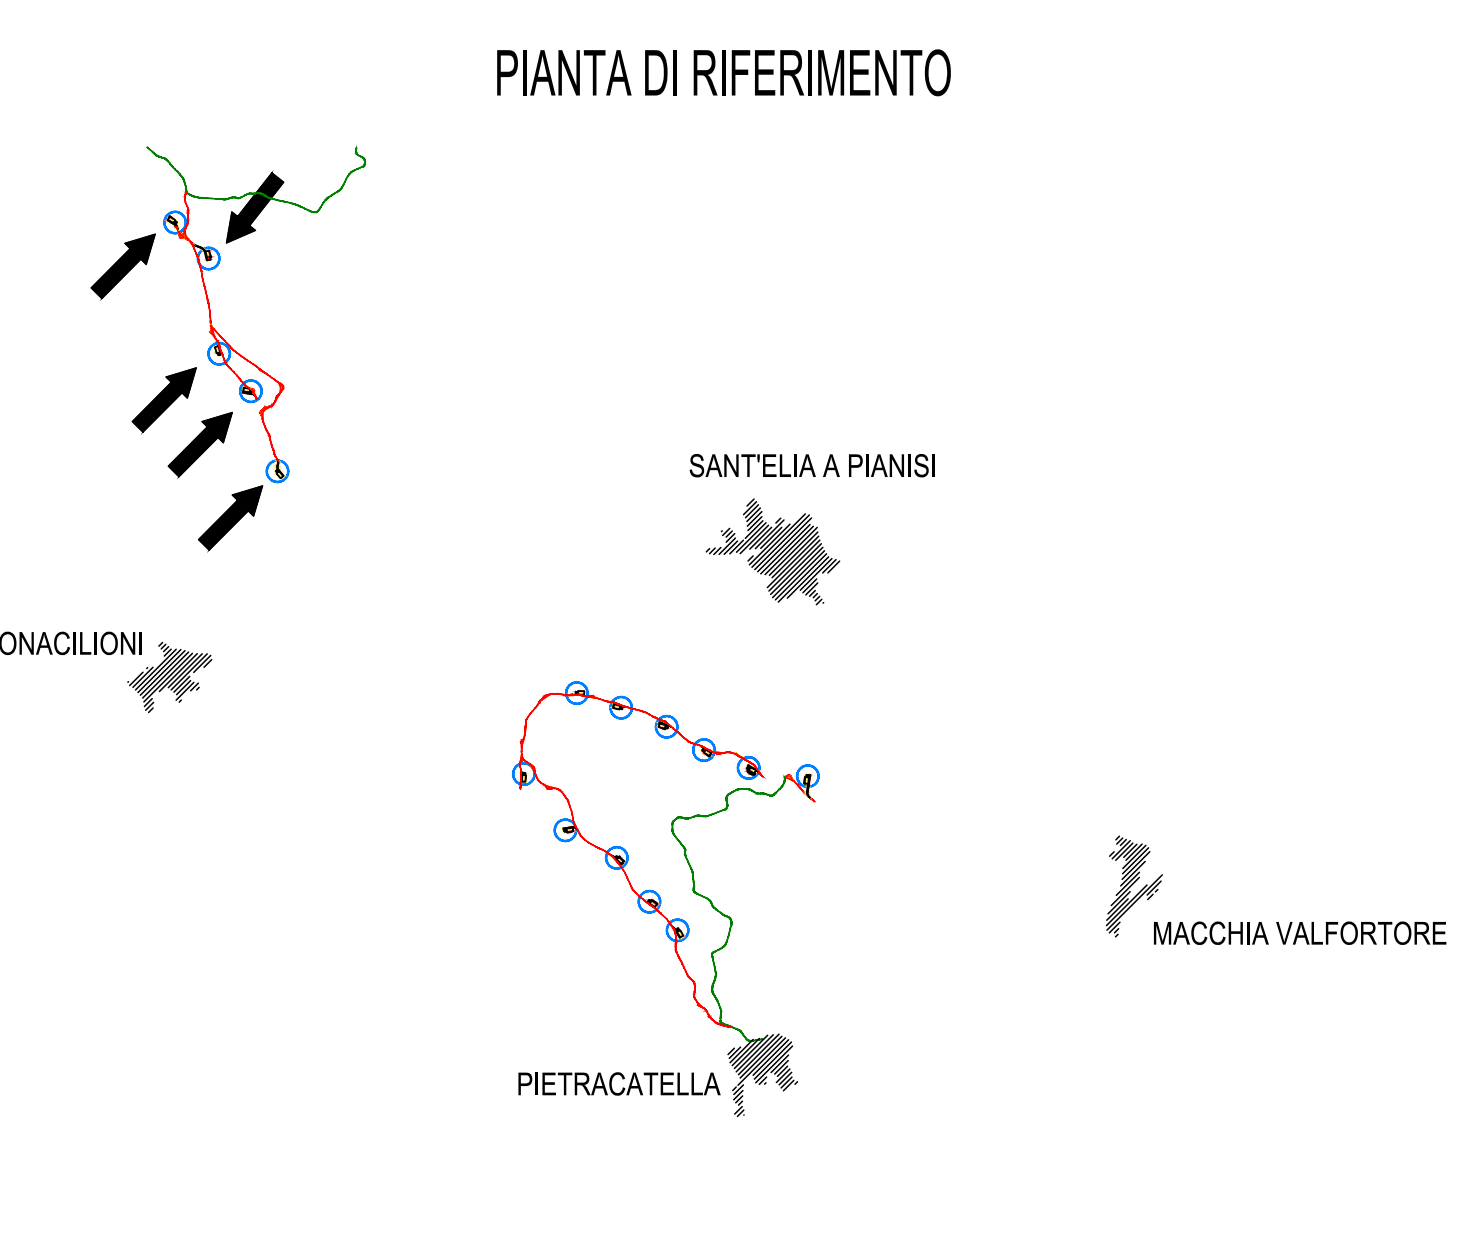 PIANTA DI RIFERIMENTO
SANT'ELIA A PIANISI
ONACILIONI
MACCHIA VALFORTORE
PIETRACATELLA